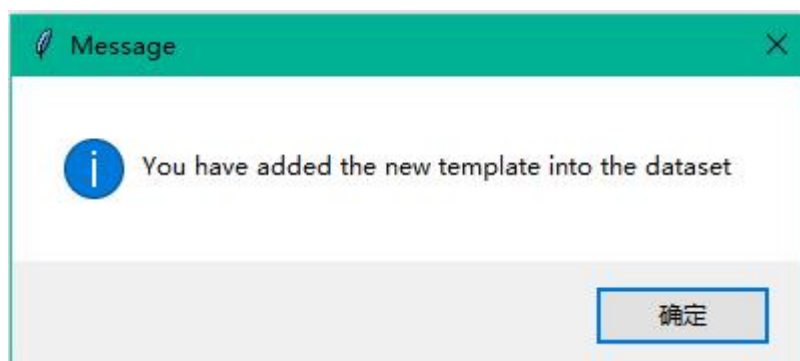 Message
You have added the new template into the dataset
确定